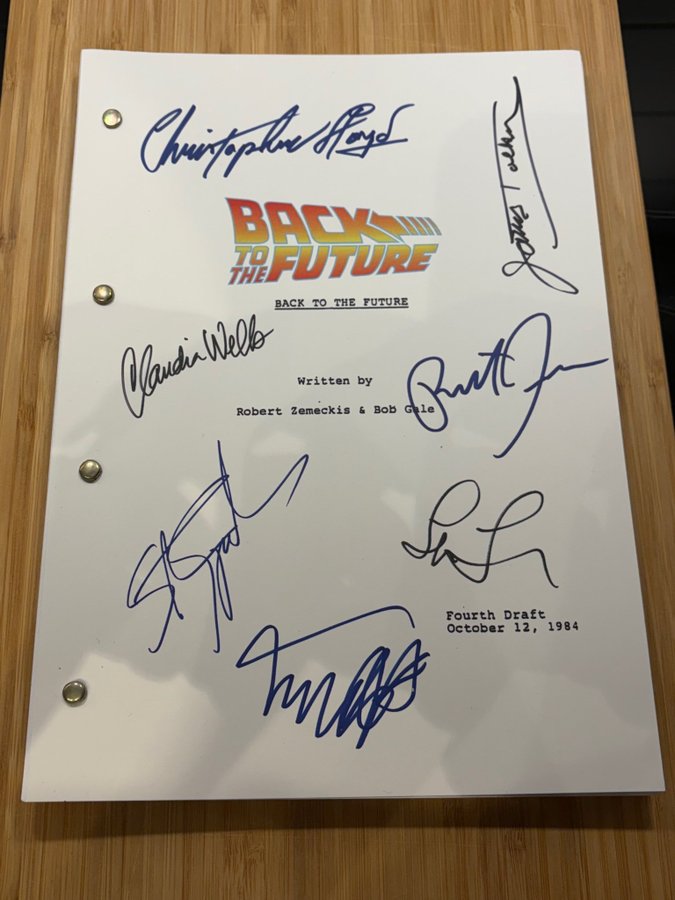 Christopher Lloyd
James Tolkan
BACK
TO
THE FUTURE
BACK TO THE FUTURE
Claudia Wells
Written by
Robert Zemeckis & Bob Gale
Fourth Draft
October 12, 1984